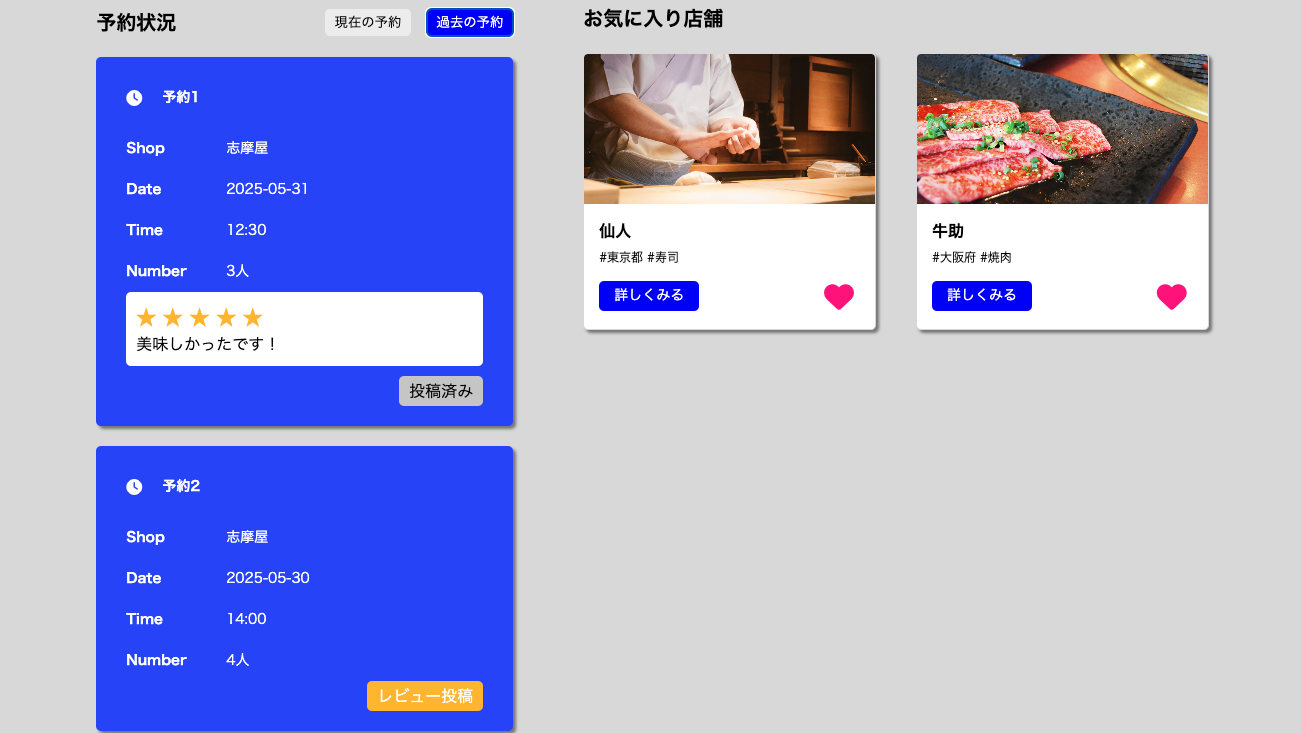 予約状況
現在の予約
過去の予約
予約1
Shop 志摩屋
Date 2025-05-31
Time 12:30
Number 3人
★ ★ ★ ★ ★
美味しかったです！
投稿済み
予約2
Shop 志摩屋
Date 2025-05-30
Time 14:00
Number 4人
レビュー投稿
お気に入り店舗
仙人
#東京都 #寿司
詳しくみる
牛助
#大阪府 #焼肉
詳しくみる